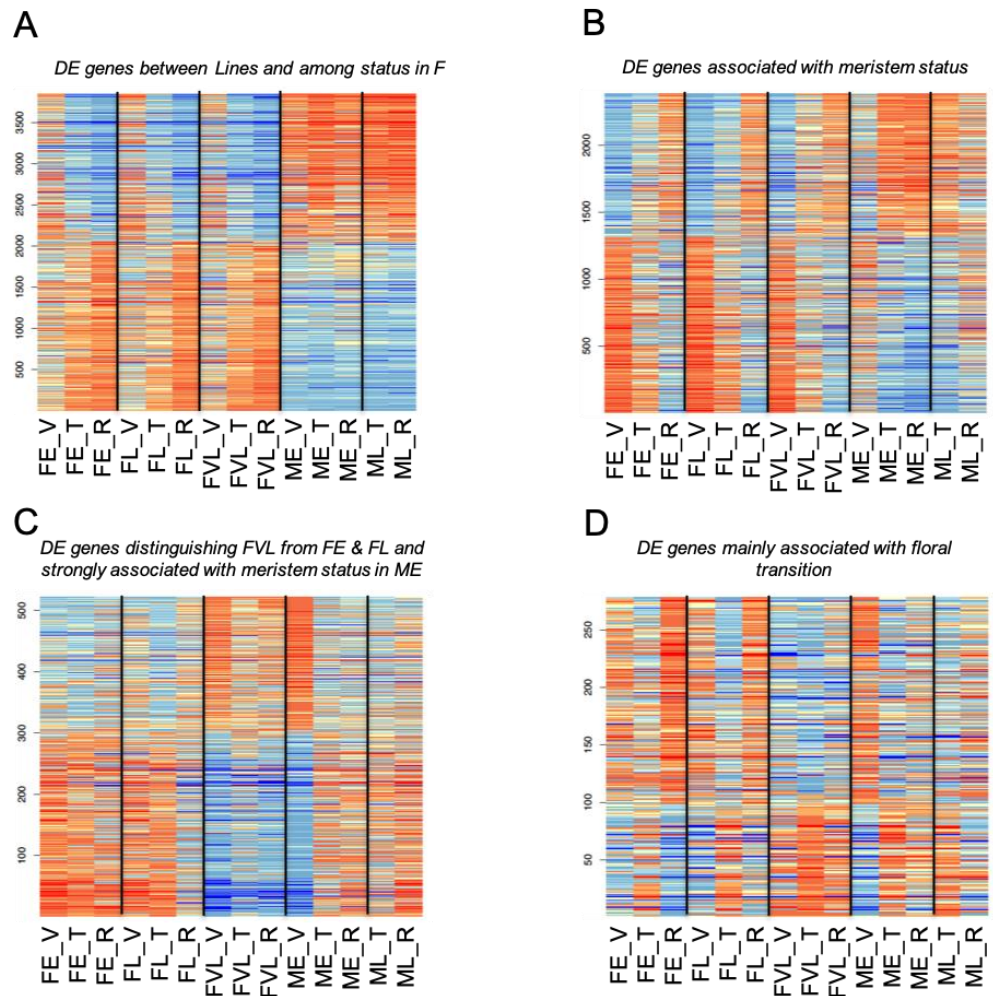 A
DE genes between Lines and among status in F
3500
3000
2500
2000
1500
1000
500
FE_V
FE_T
FE_R
FL_V
FL_T
FL_R
FVL_V
FVL_T
FVL_R
ME_V
ME_T
ME_R
ML_T
ML_R
B
DE genes associated with meristem status
2000
1500
1000
500
FE_V
FE_T
FE_R
FL_V
FL_T
FL_R
FVL_V
FVL_T
FVL_R
ME_V
ME_T
ME_R
ML_T
ML_R
C
DE genes distinguishing FVL from FE & FL and
strongly associated with meristem status in ME
500
400
300
200
100
FE_V
FE_T
FE_R
FL_V
FL_T
FL_R
FVL_V
FVL_T
FVL_R
ME_V
ME_T
ME_R
ML_T
ML_R
D
DE genes mainly associated with floral
transition
250
200
150
100
50
FE_V
FE_T
FE_R
FL_V
FL_T
FL_R
FVL_V
FVL_T
FVL_R
ME_V
ME_T
ME_R
ML_T
ML_R